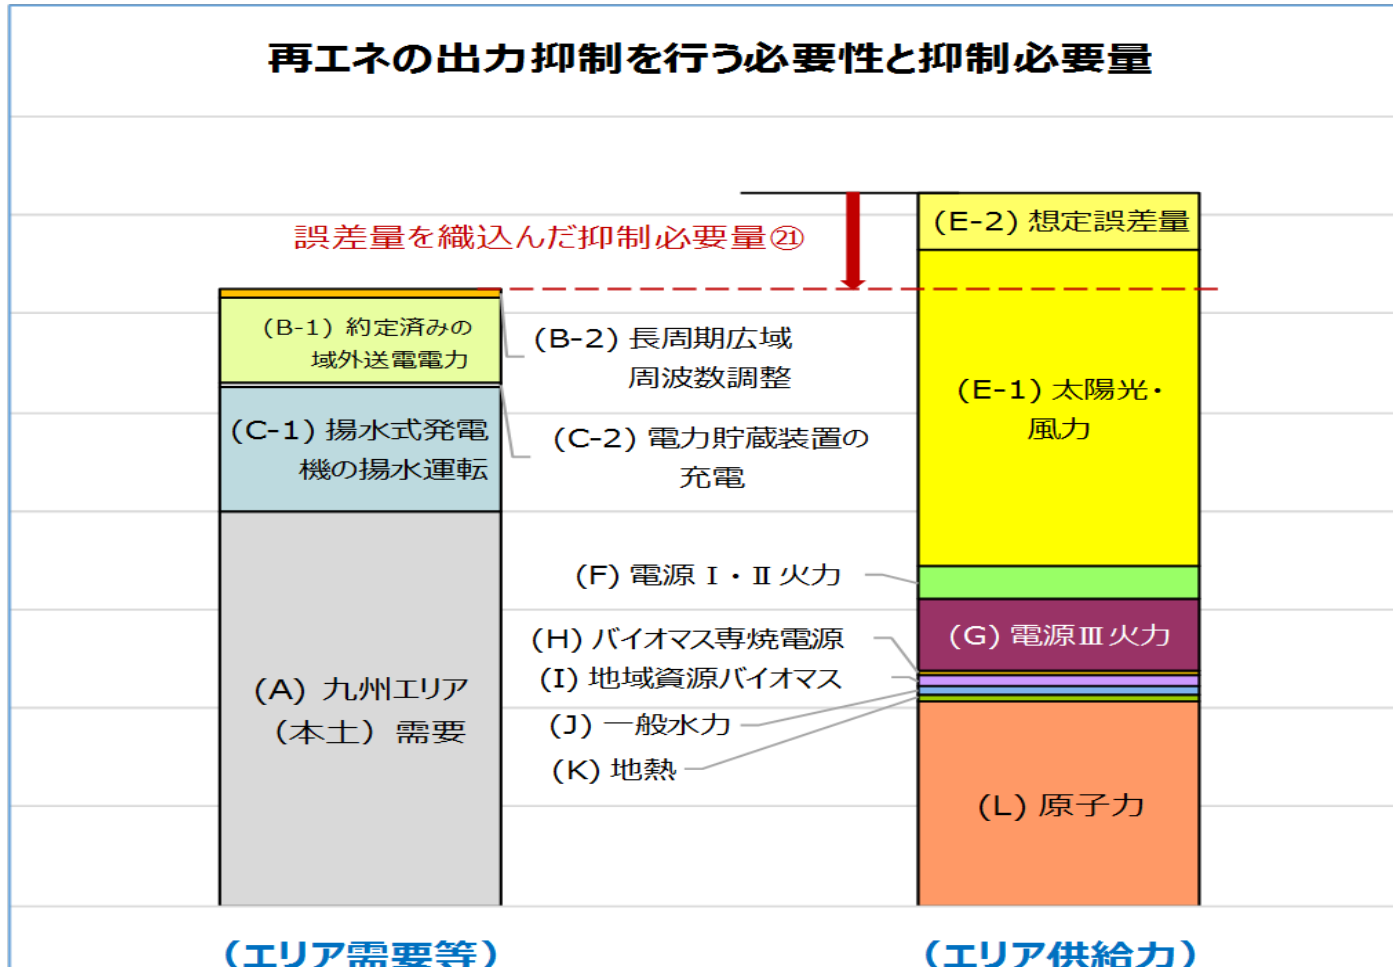 再エネの出力抑制を行う必要性と抑制必要量
(E-2) 想定誤差量
誤差量を織込んだ抑制必要量㉑
(B-1) 約定済みの
域外送電電力
(B-2) 長周期広域
周波数調整
(E-1) 太陽光・
風力
(C-1) 揚水式発電
機の揚水運転
(C-2) 電力貯蔵装置の
充電
(F) 電源Ⅰ・Ⅱ火力
(G) 電源Ⅲ火力
(H) バイオマス専焼電源
(I) 地域資源バイオマス
(A) 九州エリア
（本土）需要
(J) 一般水力
(K) 地熱
(L) 原子力
（エリア需要等）
（エリア供給力）